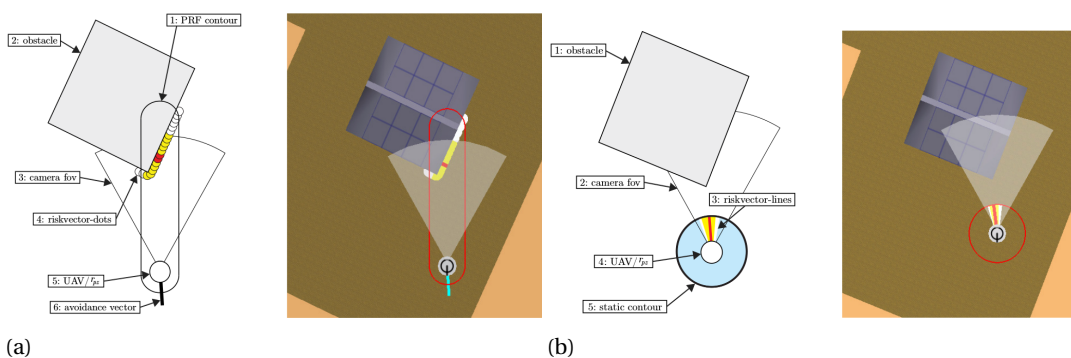 1: PRF contour
2: obstacle
3: camera fov
4: riskvector-dots
5: UAV/r_ps
6: avoidance vector
(a)
1: obstacle
2: camera fov
3: riskvector-lines
4: UAV/r_ps
5: static contour
(b)